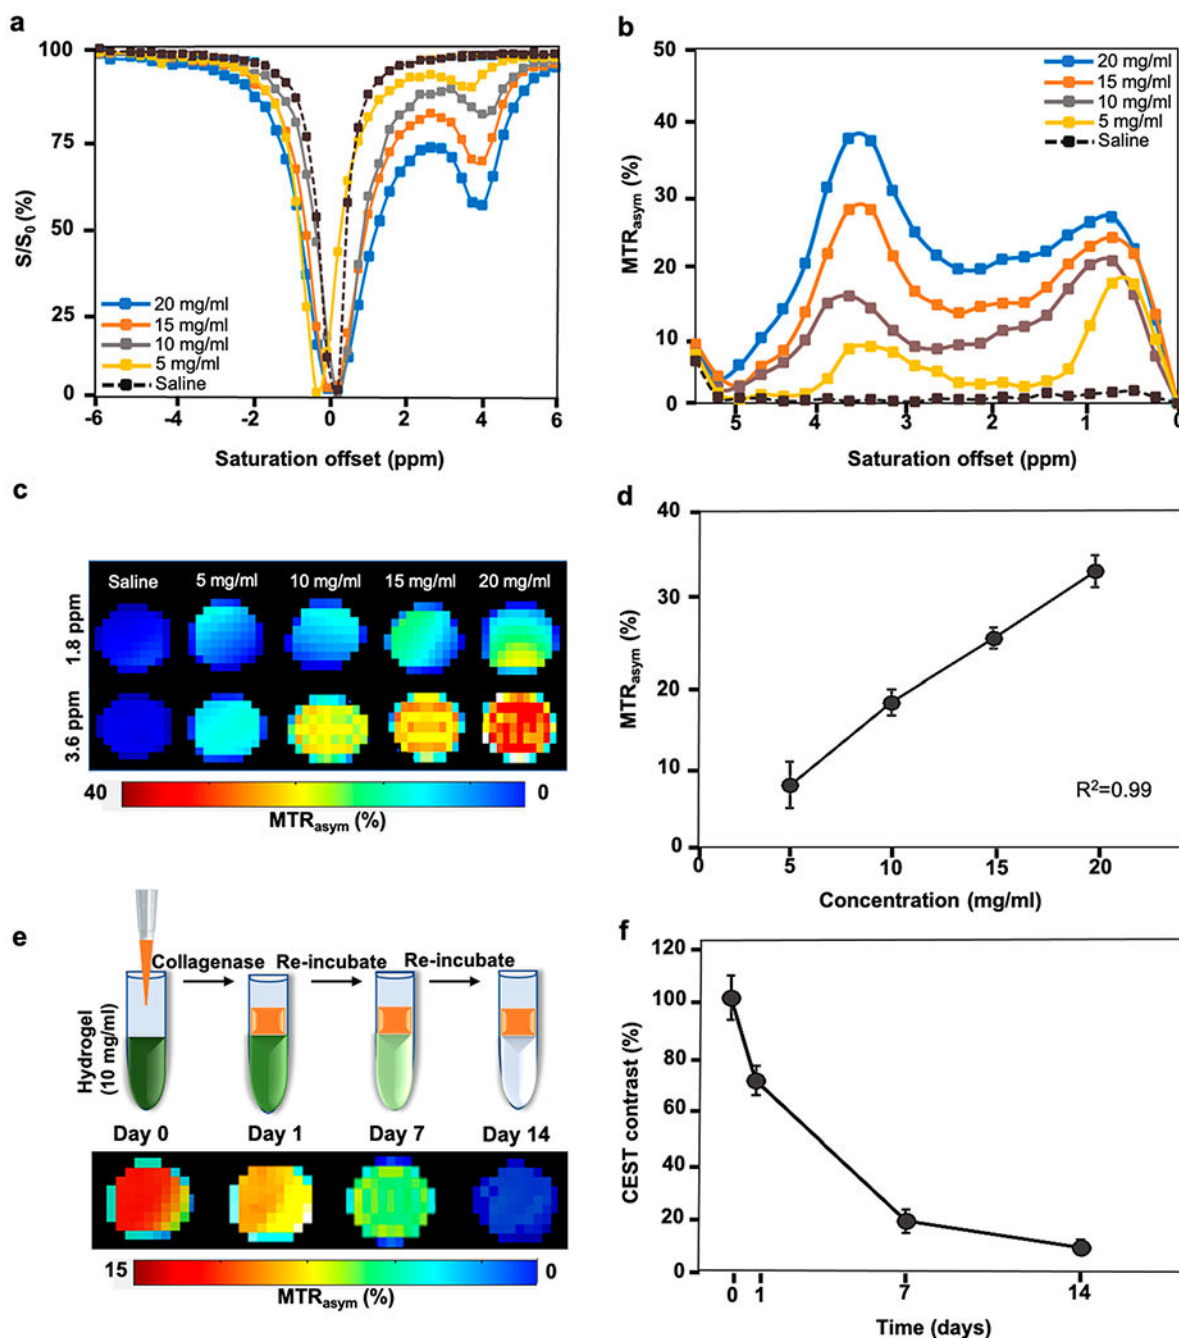 a
100
75
50
25
0
S/S0 (%)
20 mg/ml
15 mg/ml
10 mg/ml
5 mg/ml
Saline
-6 -4 -2 0 2 4 6
Saturation offset (ppm)
b
50
40
30
20
10
0
MTRasym (%)
20 mg/ml
15 mg/ml
10 mg/ml
5 mg/ml
Saline
5 4 3 2 1 0
Saturation offset (ppm)
c
Saline 5 mg/ml 10 mg/ml 15 mg/ml 20 mg/ml
1.8 ppm
3.6 ppm
40 0
MTRasym (%)
d
40
30
20
10
0
MTRasym (%)
R2=0.99
0 5 10 15 20
Concentration (mg/ml)
e
Collagenase Re-incubate Re-incubate
Hydrogel
(10 mg/ml)
Day 0 Day 1 Day 7 Day 14
15 0
MTRasym (%)
f
120
100
80
60
40
20
0
CEST contrast (%)
0 1 7 14
Time (days)